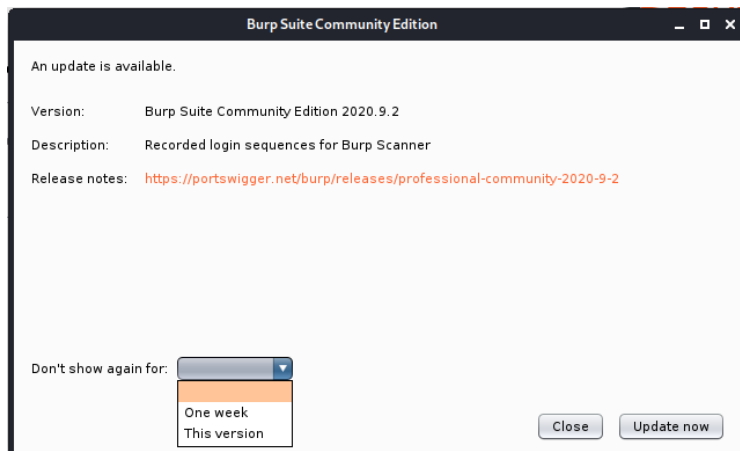 Burp Suite Community Edition
An update is available.
Version: Burp Suite Community Edition 2020.9.2
Description: Recorded login sequences for Burp Scanner
Release notes: https://portswigger.net/burp/releases/professional-community-2020-9-2
Don't show again for:
One week
This version
Close Update now